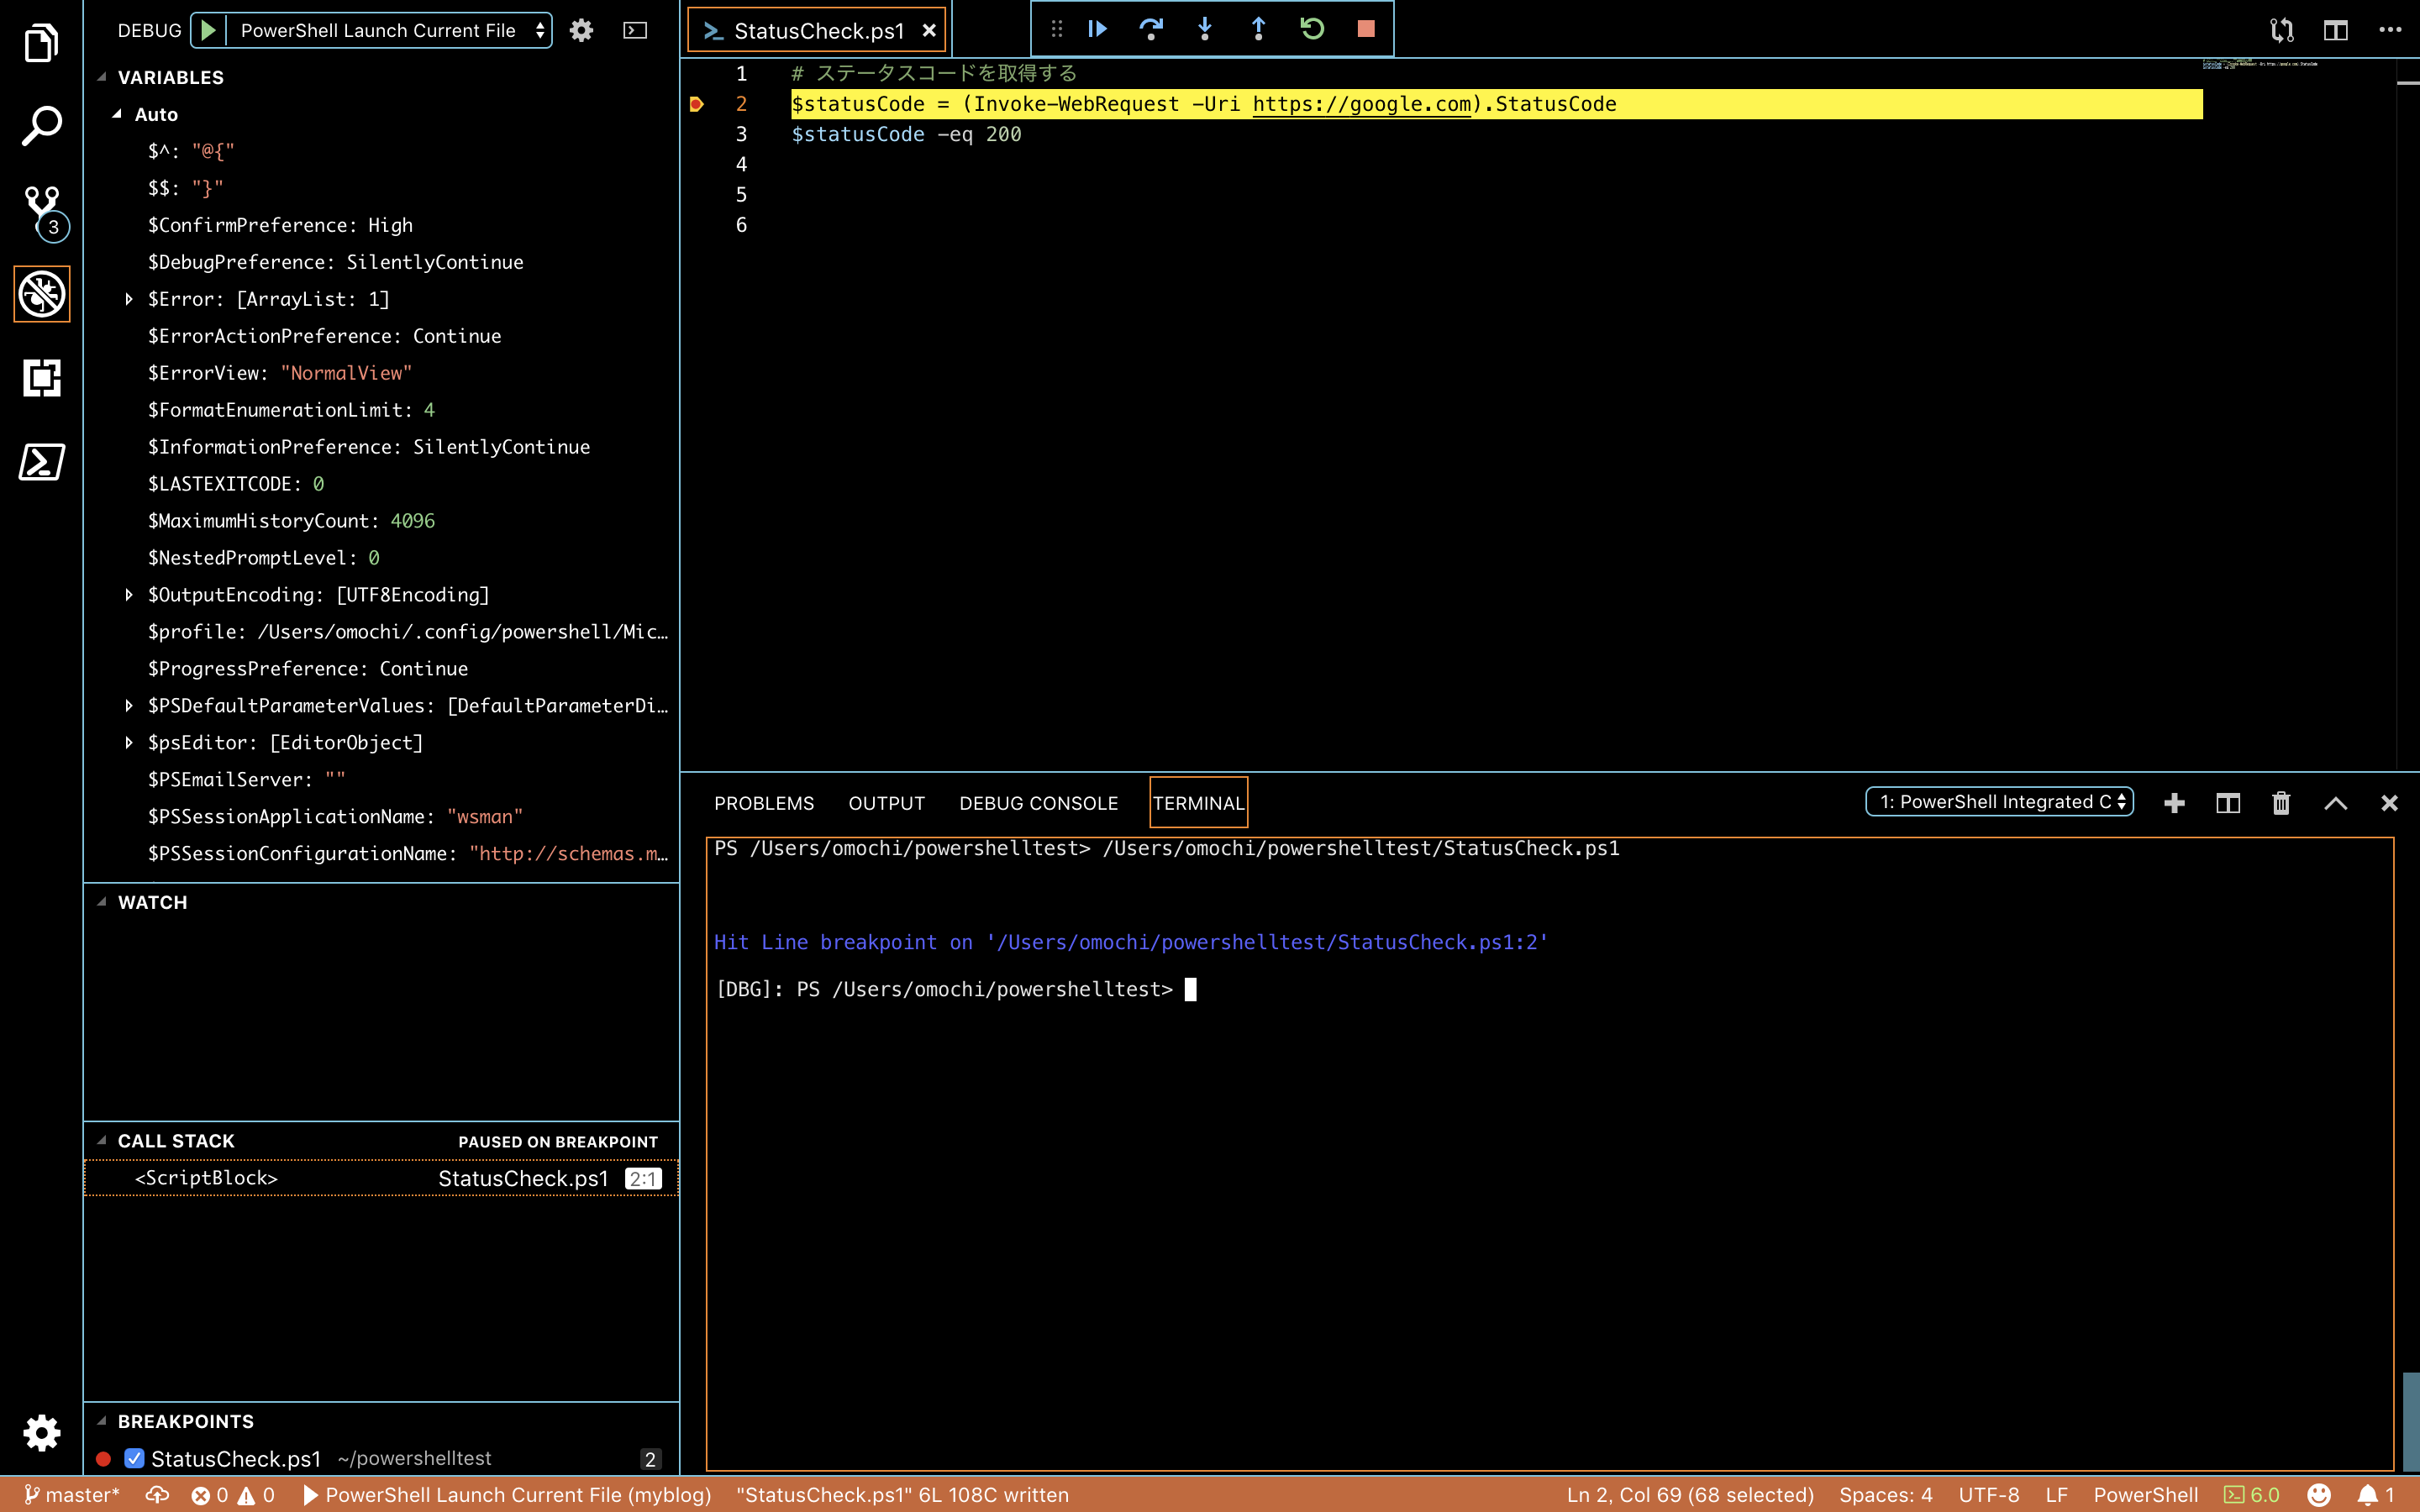 DEBUG PowerShell Launch Current File
VARIABLES
Auto
$^: "@{"
$$: "}"
$ConfirmPreference: High
$DebugPreference: SilentlyContinue
$Error: [ArrayList: 1]
$ErrorActionPreference: Continue
$ErrorView: "NormalView"
$FormatEnumerationLimit: 4
$InformationPreference: SilentlyContinue
$LASTEXITCODE: 0
$MaximumHistoryCount: 4096
$NestedPromptLevel: 0
$OutputEncoding: [UTF8Encoding]
$profile: /Users/omochi/.config/powershell/Mic…
$ProgressPreference: Continue
$PSDefaultParameterValues: [DefaultParameterDi…
$psEditor: [EditorObject]
$PSEmailServer: ""
$PSSessionApplicationName: "wsman"
$PSSessionConfigurationName: "http://schemas.m…
WATCH
CALL STACK PAUSED ON BREAKPOINT
<ScriptBlock> StatusCheck.ps1 2:1
BREAKPOINTS
StatusCheck.ps1 ~/powershelltest 2
3
StatusCheck.ps1
1 # ステータスコードを取得する
2 $statusCode = (Invoke-WebRequest -Uri https://google.com).StatusCode
3 $statusCode -eq 200
4
5
6
PROBLEMS OUTPUT DEBUG CONSOLE TERMINAL 1: PowerShell Integrated C
PS /Users/omochi/powershelltest> /Users/omochi/powershelltest/StatusCheck.ps1
Hit Line breakpoint on '/Users/omochi/powershelltest/StatusCheck.ps1:2'
[DBG]: PS /Users/omochi/powershelltest>
master* 0 0 PowerShell Launch Current File (myblog) "StatusCheck.ps1" 6L 108C written Ln 2, Col 69 (68 selected) Spaces: 4 UTF-8 LF PowerShell 6.0 1